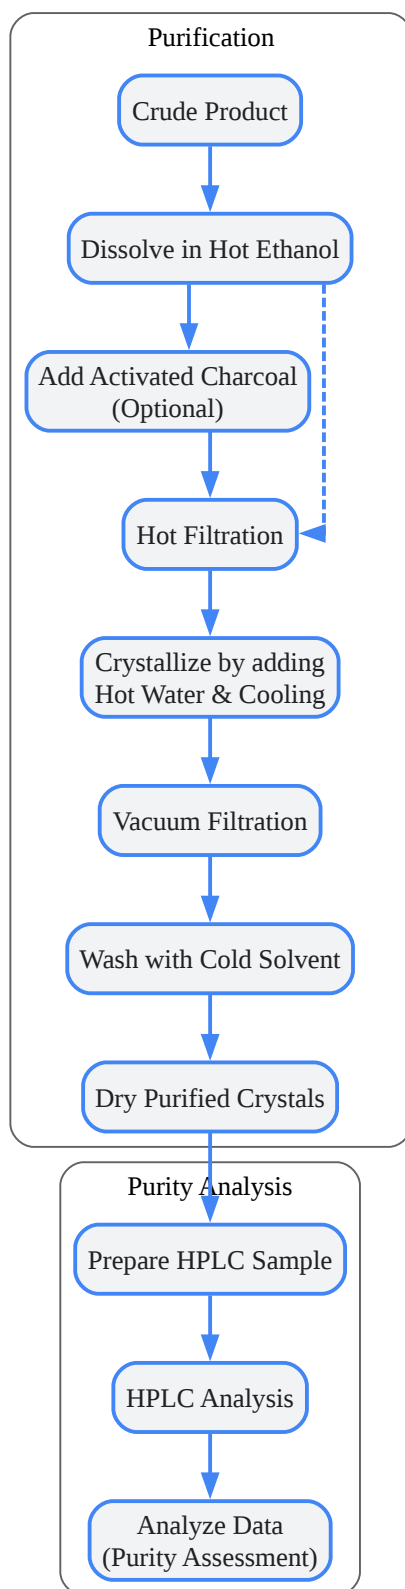 Purification
Crude Product
Dissolve in Hot Ethanol
Add Activated Charcoal
(Optional)
Hot Filtration
Crystallize by adding
Hot Water & Cooling
Vacuum Filtration
Wash with Cold Solvent
Dry Purified Crystals
Purity Analysis
Prepare HPLC Sample
HPLC Analysis
Analyze Data
(Purity Assessment)